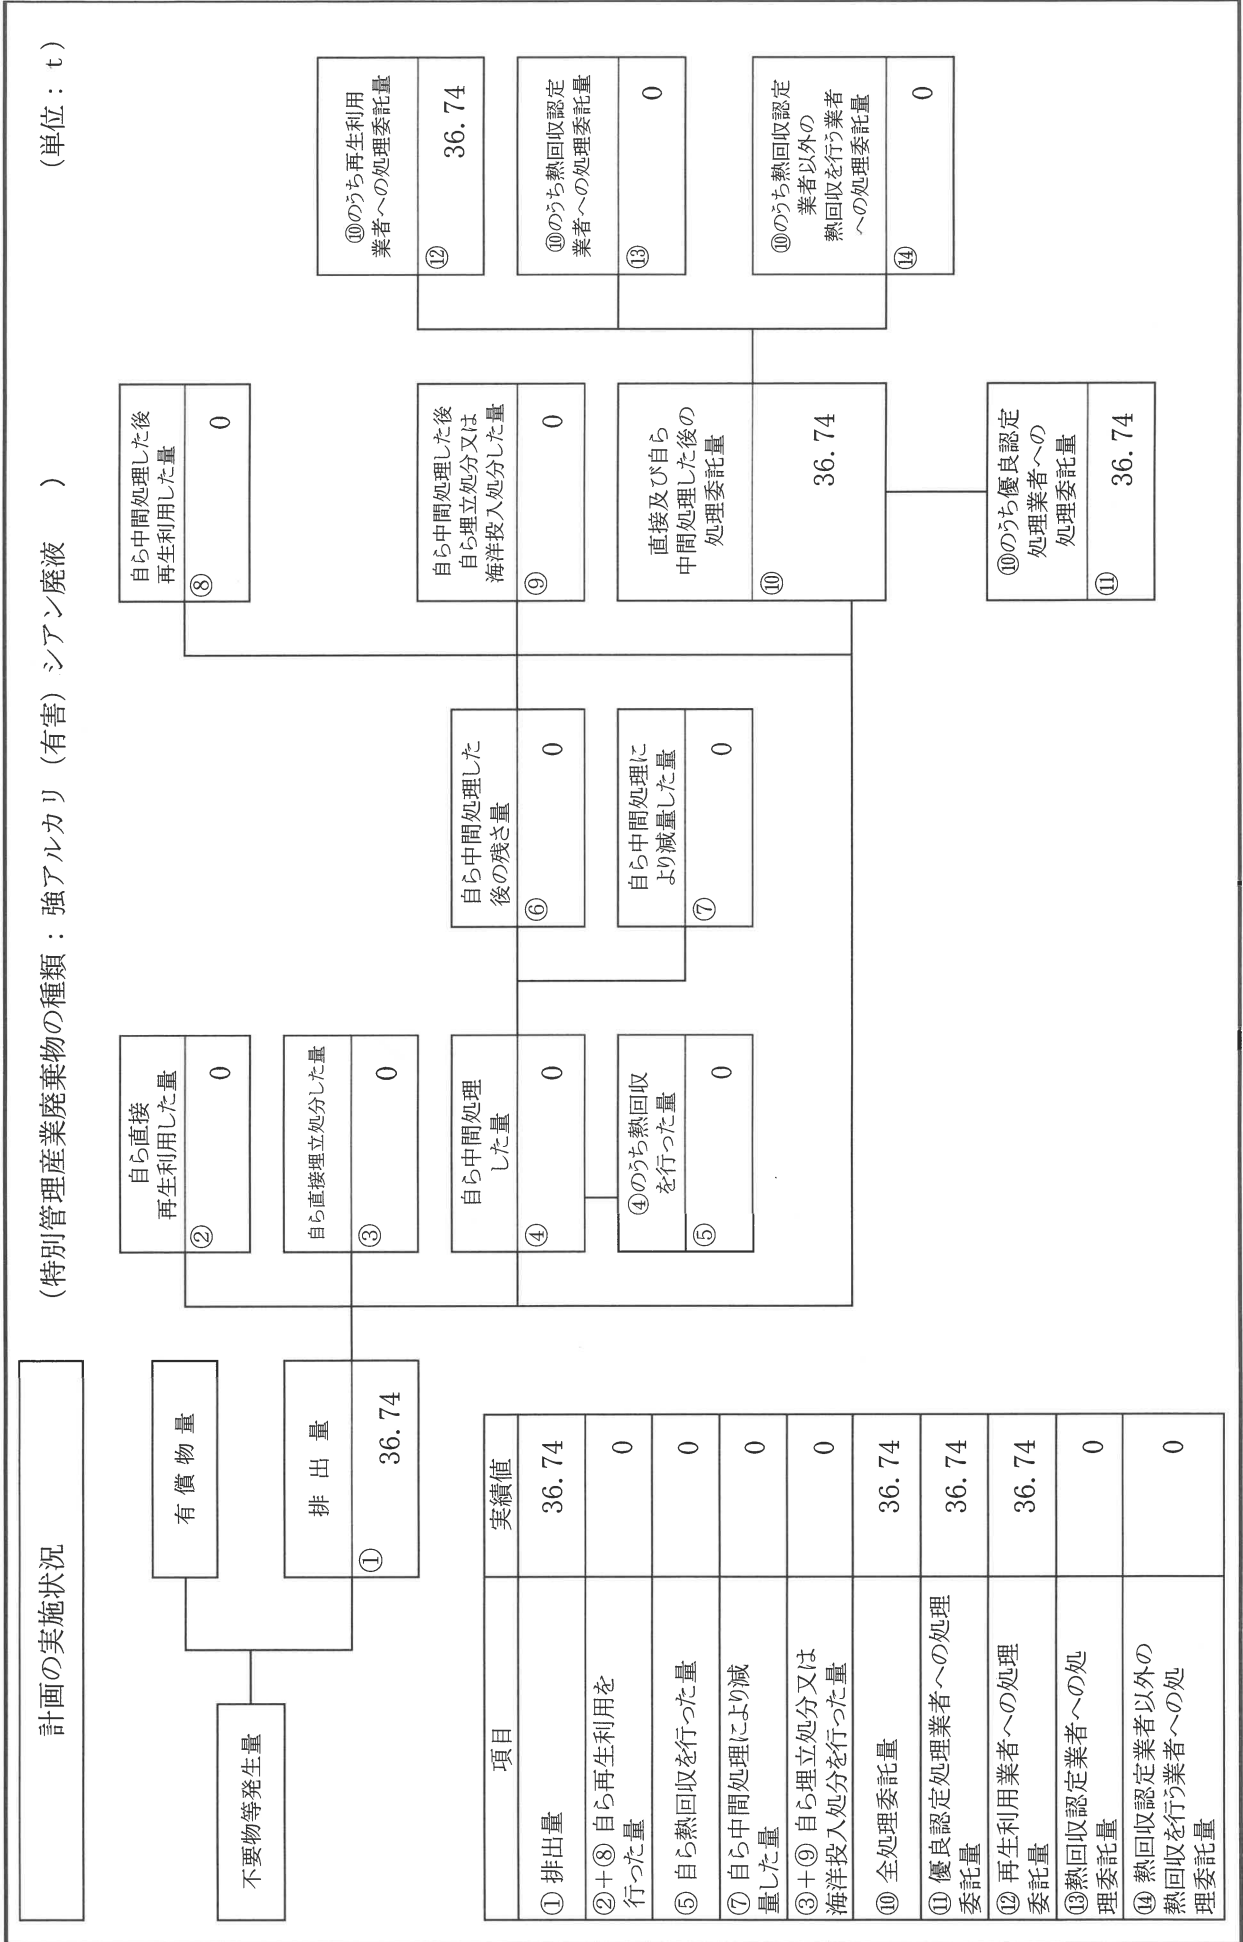 計画の実施状況
(特別管理産業廃棄物の種類：強アルカリ（有害）シアン廃液　　)
(単位：ｔ)
不要物等発生量
有 償 物 量
排　出　量
①
36.74
自ら直接
再生利用した量
②
0
自ら直接埋立処分した量
③
0
自ら中間処理
した量
④
0
④のうち熱回収
を行った量
⑤
0
自ら中間処理した
後の残さ量
⑥
0
自ら中間処理に
より減量した量
⑦
0
自ら中間処理した後
再生利用した量
⑧
0
自ら中間処理した後
自ら埋立処分又は
海洋投入処分した量
⑨
0
直接及び自ら
中間処理した後の
処理委託量
⑩
36.74
⑩のうち優良認定
処理業者への
処理委託量
⑪
36.74
⑩のうち再生利用
業者への処理委託量
⑫
36.74
⑩のうち熱回収認定
業者への処理委託量
⑬
0
⑩のうち熱回収認定
業者以外の
熱回収を行う業者
への処理委託量
⑭
0
項目　実績値
① 排出量　36.74
②＋⑧ 自ら再生利用を
行った量　0
⑤ 自ら熱回収を行った量　0
⑦ 自ら中間処理により減
量した量　0
③＋⑨ 自ら埋立処分又は
海洋投入処分を行った量　0
⑩ 全処理委託量　36.74
⑪ 優良認定処理業者への処理
委託量　36.74
⑫ 再生利用業者への処理
委託量　36.74
⑬熱回収認定業者への処
理委託量　0
⑭ 熱回収認定業者以外の
熱回収を行う業者への処
理委託量　0